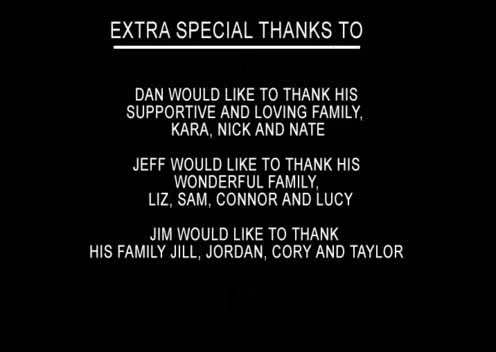 EXTRA SPECIAL THANKS TO
DAN WOULD LIKE TO THANK HIS
SUPPORTIVE AND LOVING FAMILY,
KARA, NICK AND NATE
JEFF WOULD LIKE TO THANK HIS
WONDERFUL FAMILY,
LIZ, SAM, CONNOR AND LUCY
JIM WOULD LIKE TO THANK
HIS FAMILY JILL, JORDAN, CORY AND TAYLOR